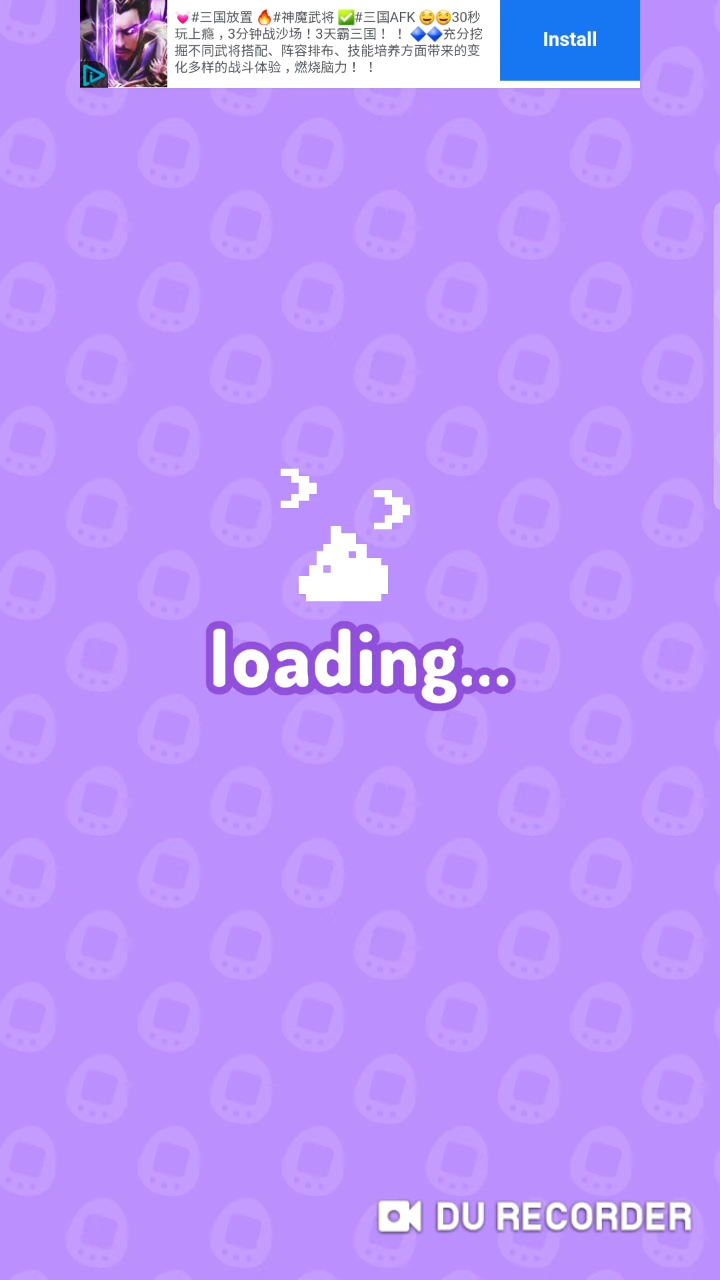 💓#三国放置 🔥#神魔武将 ✅#三国AFK 🤤🤤30秒
玩上瘾，3分钟战沙场！3天霸三国！！🔷🔷充分挖
掘不同武将搭配、阵容排布、技能培养方面带来的变
化多样的战斗体验，燃烧脑力！！
Install
loading...
DU RECORDER